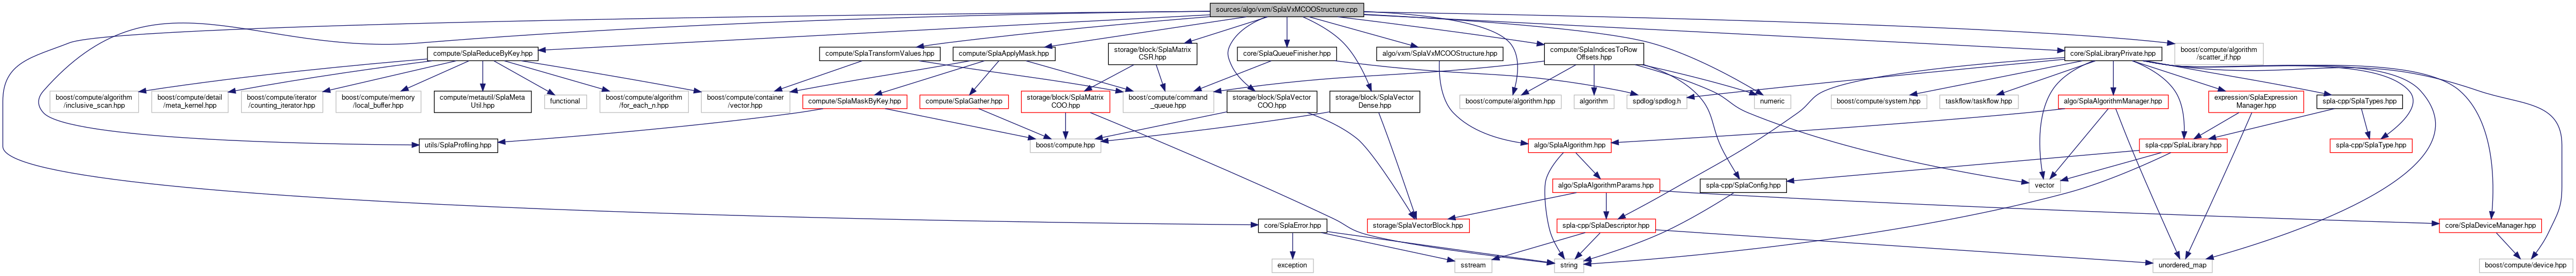 sources/algo/vxm/SplaVxMCOOStructure.cpp
compute/SplaReduceByKey.hpp
compute/SplaTransformValues.hpp
compute/SplaApplyMask.hpp
storage/block/SplaMatrix
CSR.hpp
core/SplaQueueFinisher.hpp
algo/vxm/SplaVxMCOOStructure.hpp
compute/SplaIndicesToRow
Offsets.hpp
core/SplaLibraryPrivate.hpp
boost/compute/algorithm
/scatter_if.hpp
boost/compute/algorithm
/inclusive_scan.hpp
boost/compute/detail
/meta_kernel.hpp
boost/compute/iterator
/counting_iterator.hpp
boost/compute/memory
/local_buffer.hpp
compute/metautil/SplaMeta
Util.hpp
functional
boost/compute/algorithm
/for_each_n.hpp
boost/compute/container
/vector.hpp
compute/SplaMaskByKey.hpp
compute/SplaGather.hpp
storage/block/SplaMatrix
COO.hpp
boost/compute/command
_queue.hpp
storage/block/SplaVector
COO.hpp
storage/block/SplaVector
Dense.hpp
boost/compute/algorithm.hpp
algorithm
spdlog/spdlog.h
numeric
boost/compute/system.hpp
taskflow/taskflow.hpp
algo/SplaAlgorithmManager.hpp
expression/SplaExpression
Manager.hpp
spla-cpp/SplaTypes.hpp
utils/SplaProfiling.hpp
boost/compute.hpp
algo/SplaAlgorithm.hpp
spla-cpp/SplaLibrary.hpp
spla-cpp/SplaType.hpp
algo/SplaAlgorithmParams.hpp
spla-cpp/SplaConfig.hpp
vector
core/SplaError.hpp
storage/SplaVectorBlock.hpp
spla-cpp/SplaDescriptor.hpp
core/SplaDeviceManager.hpp
exception
sstream
string
unordered_map
boost/compute/device.hpp